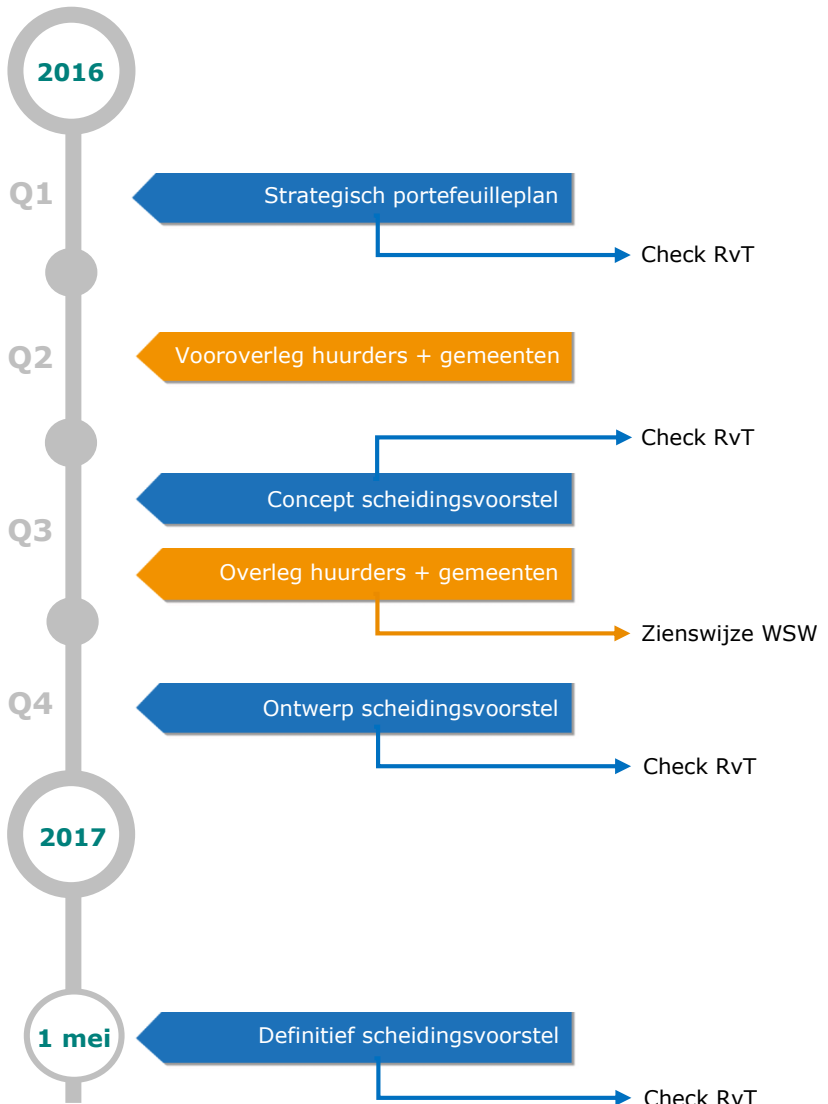 2016
Q1
Strategisch portefeuilleplan
Check RvT
Q2
Vooroverleg huurders + gemeenten
Check RvT
Concept scheidingsvoorstel
Q3
Overleg huurders + gemeenten
Zienswijze WSW
Q4
Ontwerp scheidingsvoorstel
Check RvT
2017
1 mei
Definitief scheidingsvoorstel
Check RvT